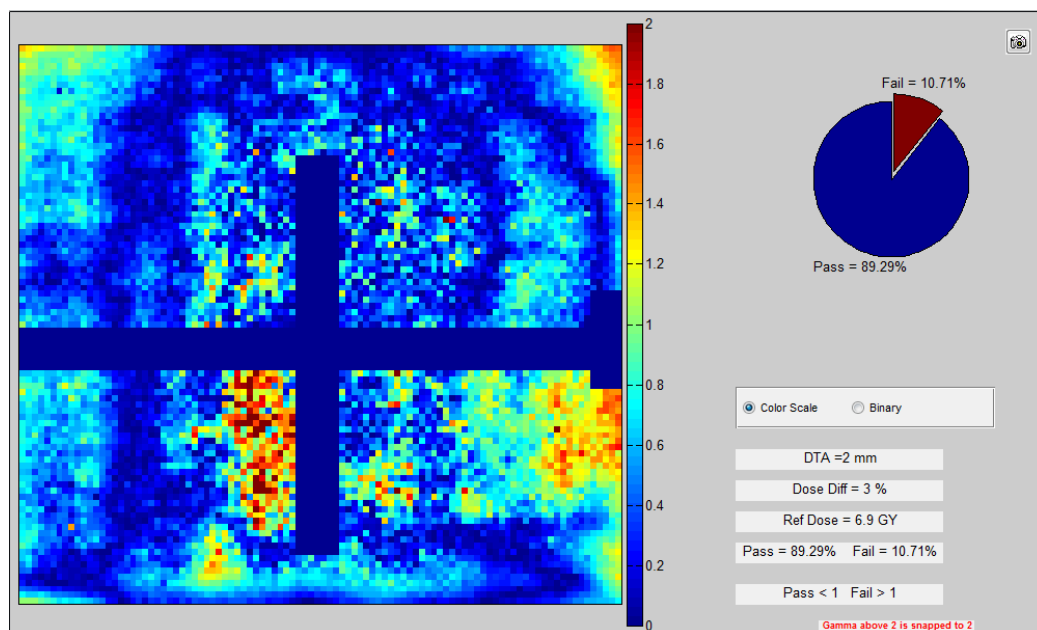 2
1.8
1.6
1.4
1.2
1
0.8
0.6
0.4
0.2
0
Fail = 10.71%
Pass = 89.29%
Color Scale Binary
DTA =2 mm
Dose Diff = 3 %
Ref Dose = 6.9 GY
Pass = 89.29% Fail = 10.71%
Pass < 1 Fail > 1
Gamma above 2 is snapped to 2